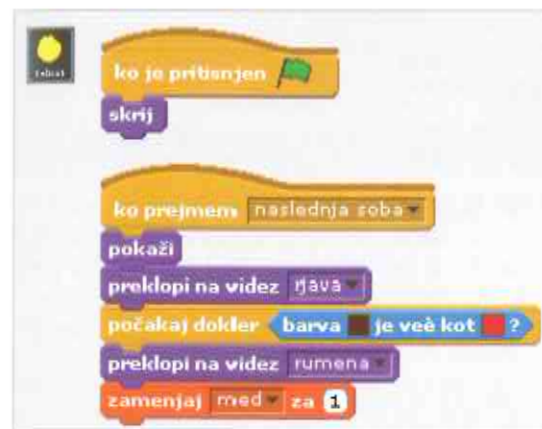 ko je pritisnjen
skrij
ko prejmem naslednja soba
pokaži
preklopi na videz rjava
počakaj dokler barva je veè kot ?
preklopi na videz rumena
zamenjaj med za 1